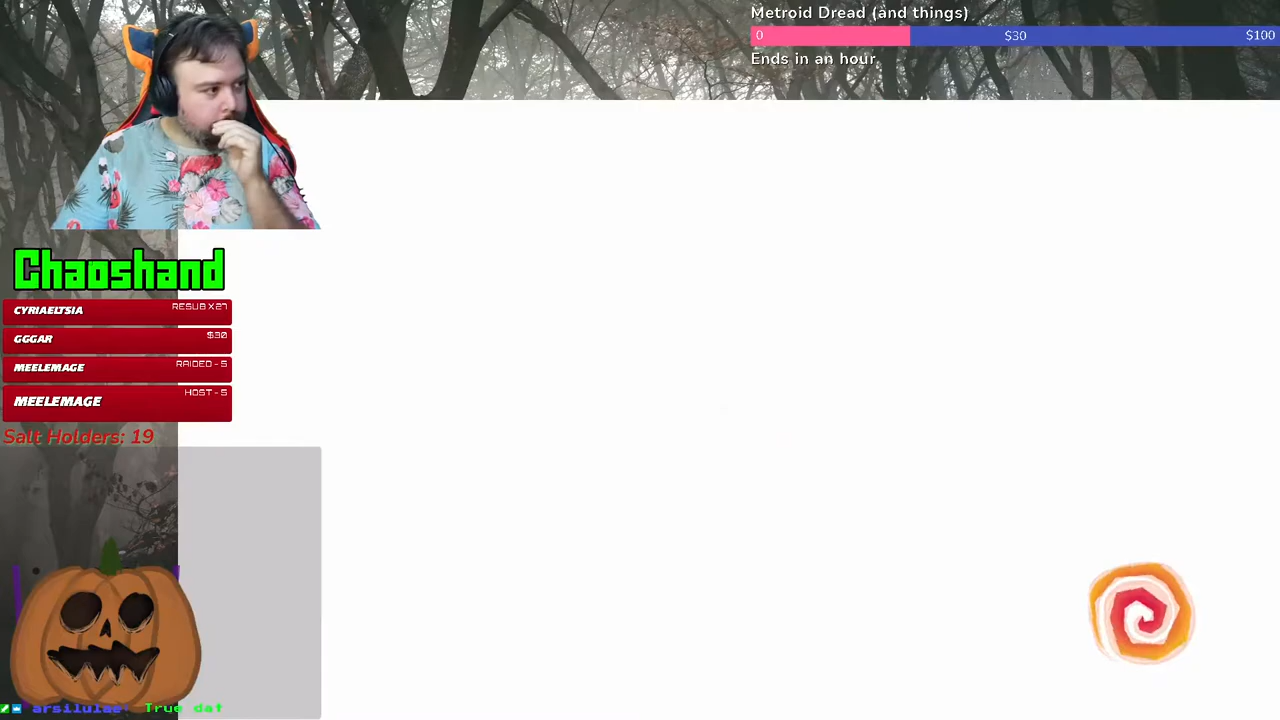 Metroid Dread (and things)
0 $30 $100
Ends in an hour
Chaoshand
CYRIAELTSIA RESUB X27
GGGAR $30
MEELEMAGE RAIDED - 5
MEELEMAGE HOST - 5
Salt Holders: 19
arsilulae: True dat